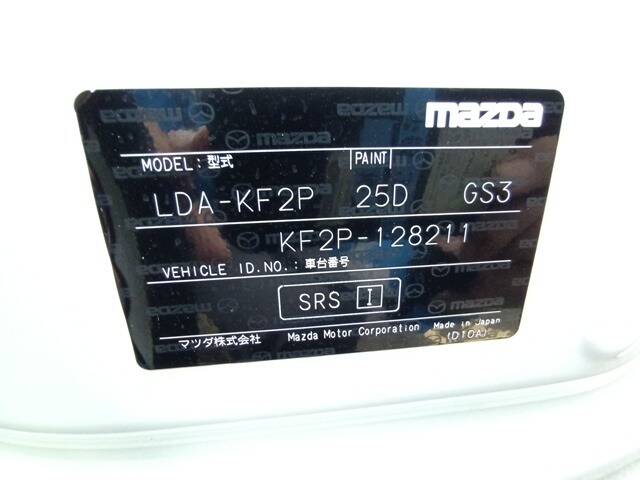 mazda
MODEL:型式 PAINT
LDA-KF2P 25D GS3
KF2P-128211
VEHICLE ID.NO.:車台番号
SRS I
マツダ株式会社 Mazda Motor Corporation Made in Japan
(D10A)